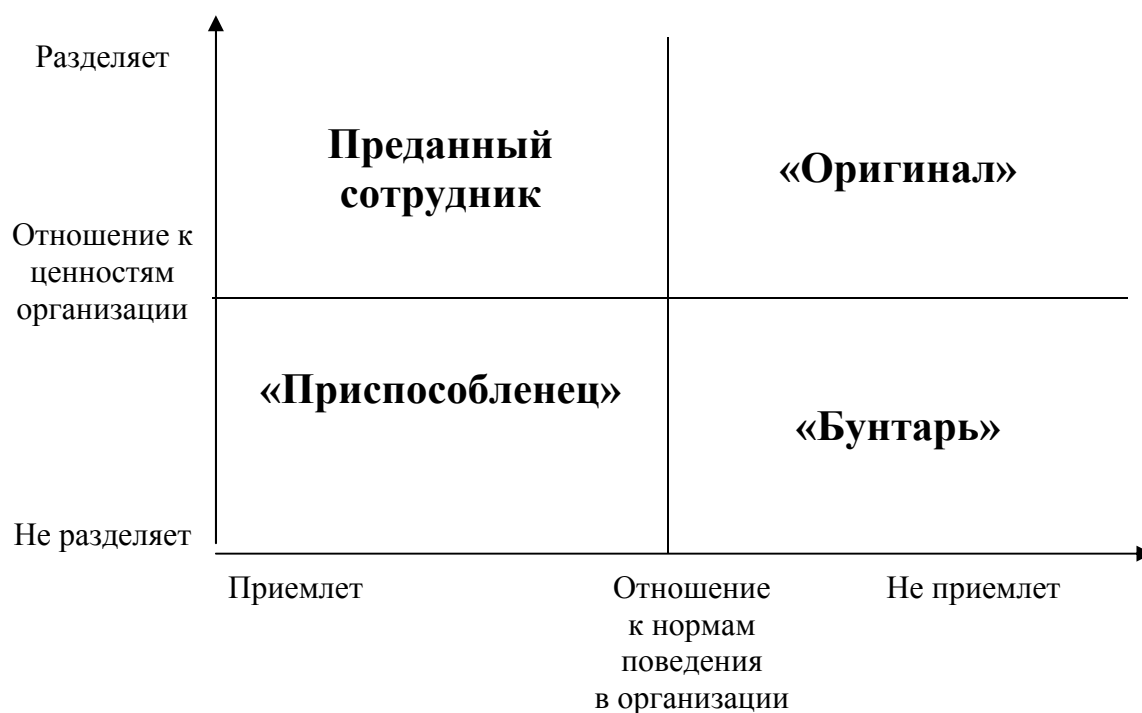 Разделяет
Преданный
сотрудник
«Оригинал»
Отношение к
ценностям
организации
«Приспособленец»
«Бунтарь»
Не разделяет
Приемлет
Отношение
к нормам
поведения
в организации
Не приемлет